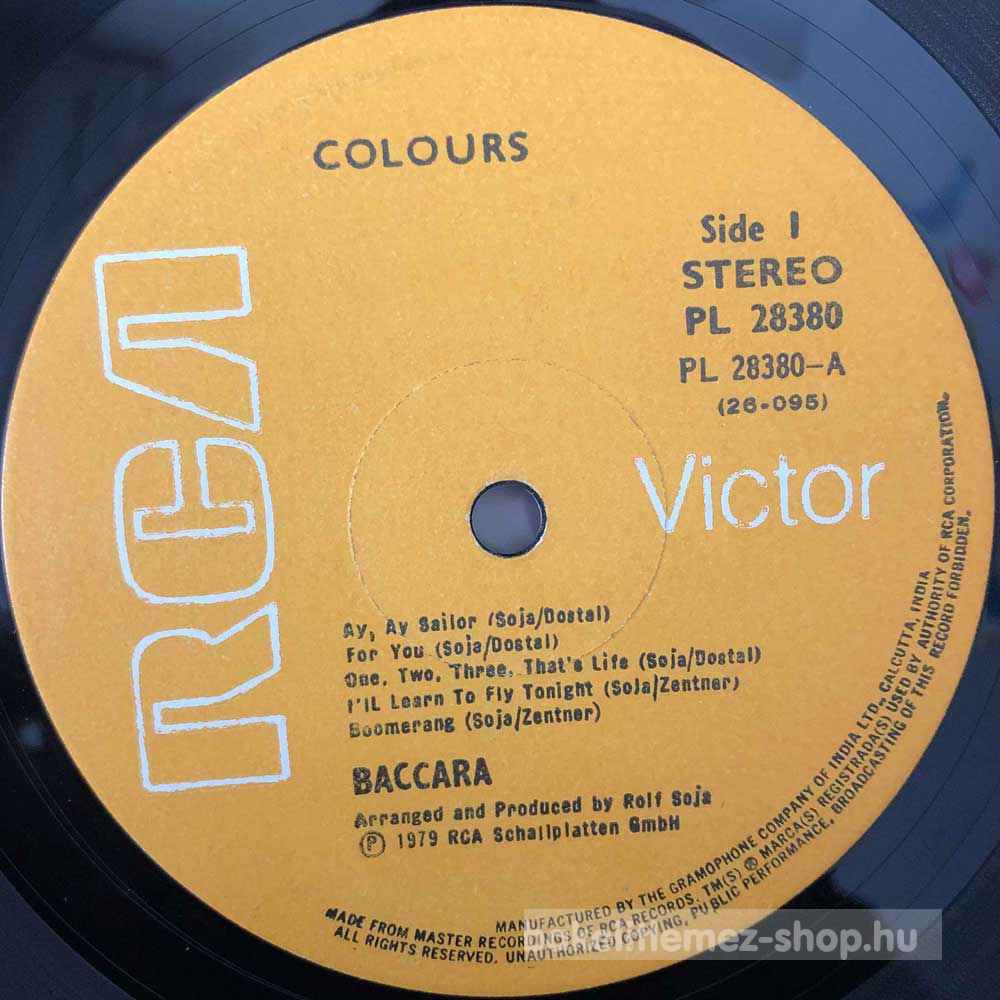 COLOURS
RCA
Side 1
STEREO
PL 28380
PL 28380-A
(26-095)
Victor
Ay, Ay Sailor (Soja/Dostal)
For You (Soja/Dostal)
One, Two, Three, That's Life (Soja/Dostal)
I'lL Learn To Fly Tonight (Soja/Zentner)
Boomerang (Soja/Zentner)
BACCARA
Arranged and Produced by Rolf Soja
Ⓟ 1979 RCA Schallplatten GmbH
MANUFACTURED BY THE GRAMOPHONE COMPANY OF INDIA LTD., CALCUTTA, INDIA
MADE FROM MASTER RECORDINGS OF RCA RECORDS. TM(S) ® MARCA(S) REGISTRADA(S) USED BY AUTHORITY OF RCA CORPORATION.
ALL RIGHTS RESERVED. UNAUTHORIZED COPYING, PUBLIC PERFORMANCE, BROADCASTING OF THIS RECORD FORBIDDEN.
lemez-shop.hu